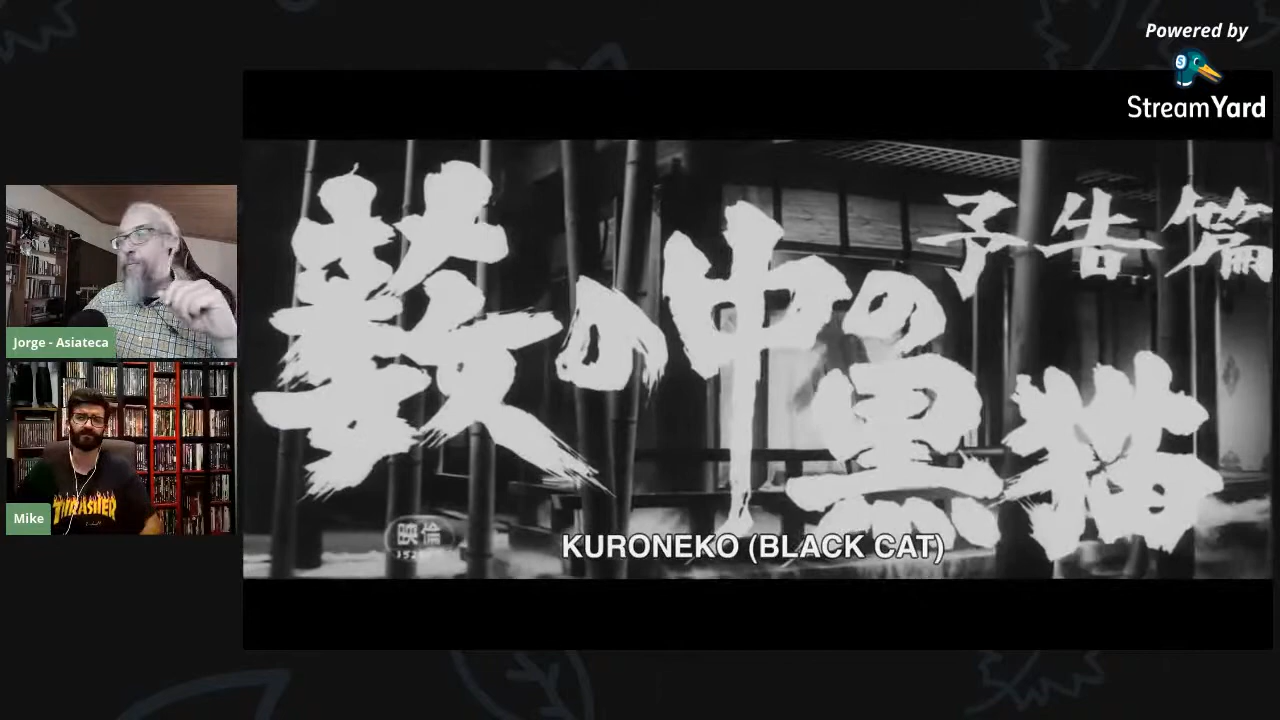 Powered by
StreamYard
予告篇
藪の中の黒猫
映倫
KURONEKO (BLACK CAT)
Jorge - Asiateca
THRASHER
Mike